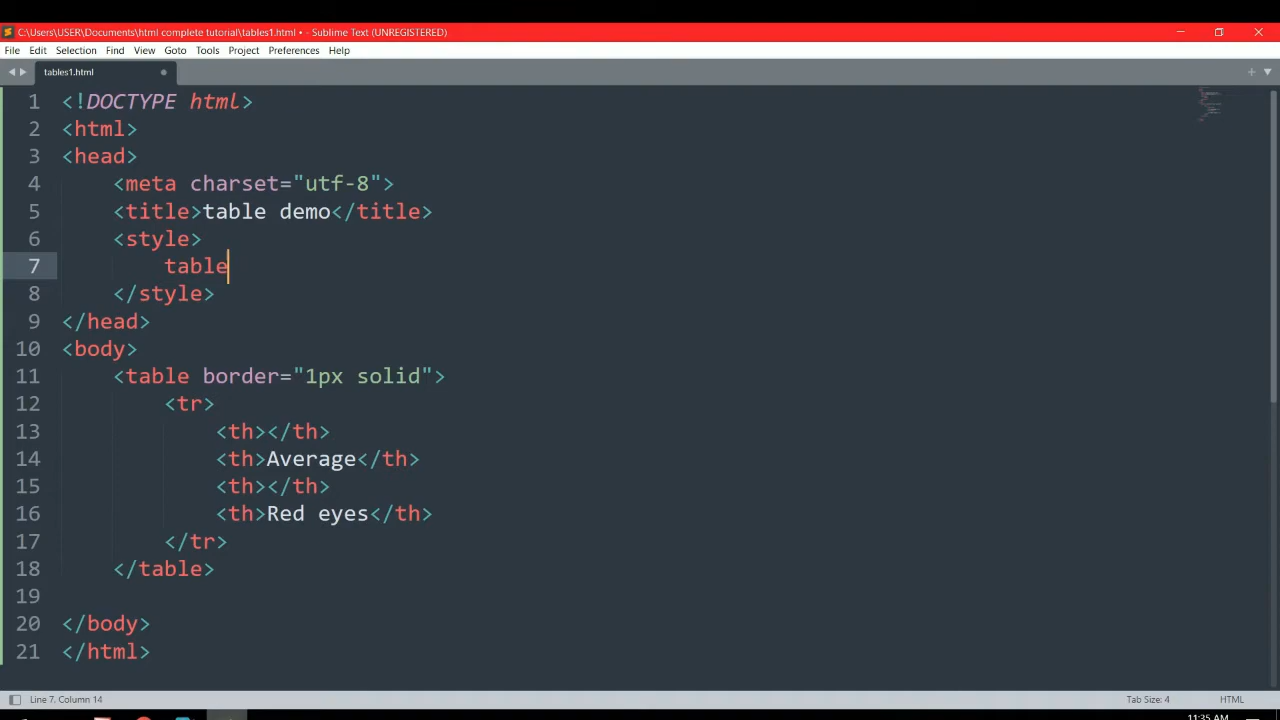 C:\Users\USER\Documents\html complete tutorial\tables1.html • - Sublime Text (UNREGISTERED)
File Edit Selection Find View Goto Tools Project Preferences Help
tables1.html
1 <!DOCTYPE html>
2 <html>
3 <head>
4 <meta charset="utf-8">
5 <title>table demo</title>
6 <style>
7 table
8 </style>
9 </head>
10 <body>
11 <table border="1px solid">
12 <tr>
13 <th></th>
14 <th>Average</th>
15 <th></th>
16 <th>Red eyes</th>
17 </tr>
18 </table>
19
20 </body>
21 </html>
Line 7, Column 14 Tab Size: 4 HTML
11:35 AM